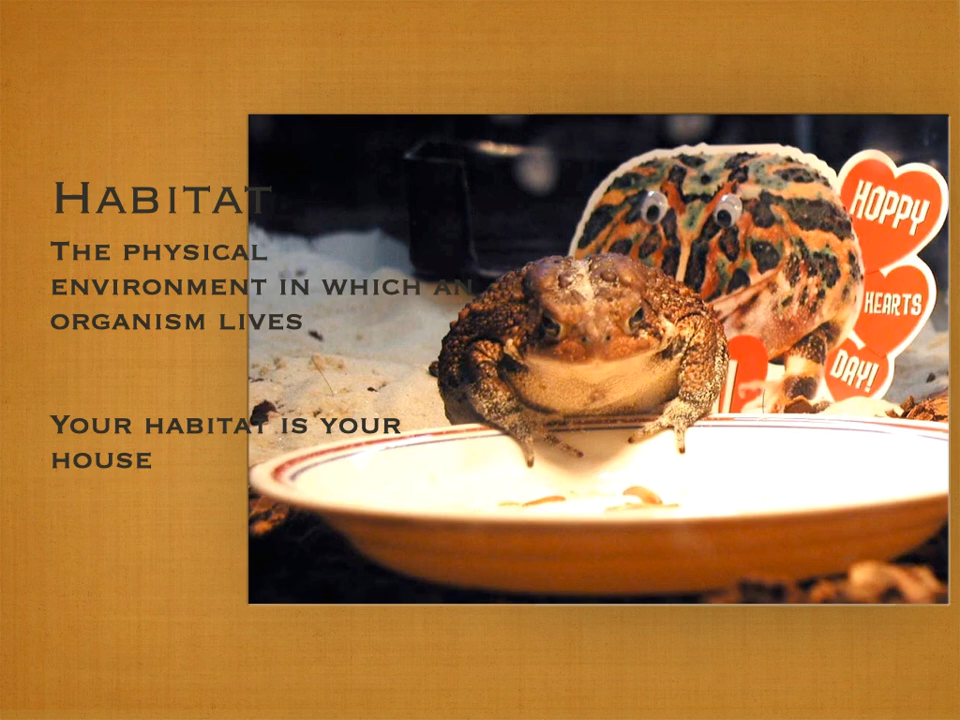 Habitat
The physical
environment in which an
organism lives
Your habitat is your
house
HOPPY
HEARTS
DAY!